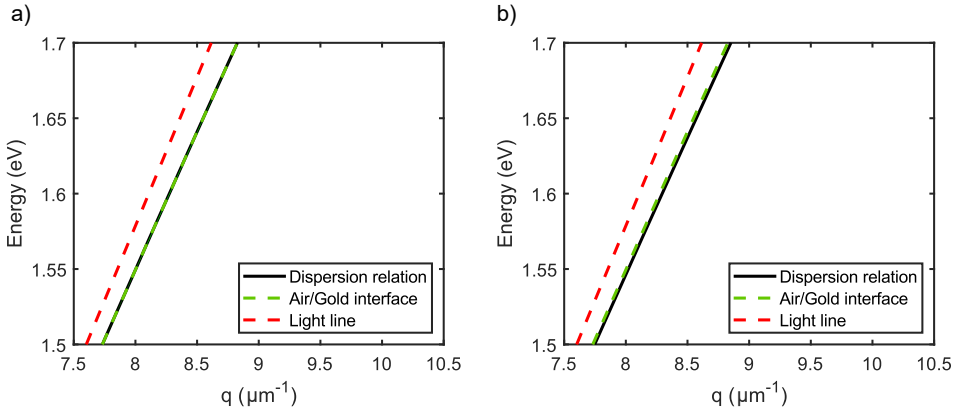 a)
1.7
1.65
1.6
1.55
1.5
Energy (eV)
7.5 8 8.5 9 9.5 10 10.5
q (µm⁻¹)
Dispersion relation
Air/Gold interface
Light line
b)
1.7
1.65
1.6
1.55
1.5
Energy (eV)
7.5 8 8.5 9 9.5 10 10.5
q (µm⁻¹)
Dispersion relation
Air/Gold interface
Light line